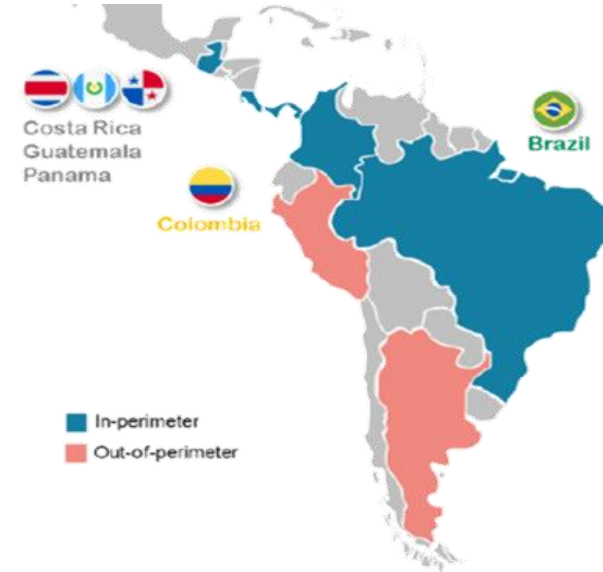 Costa Rica
Guatemala
Panama
Brazil
Colombia
In-perimeter
Out-of-perimeter